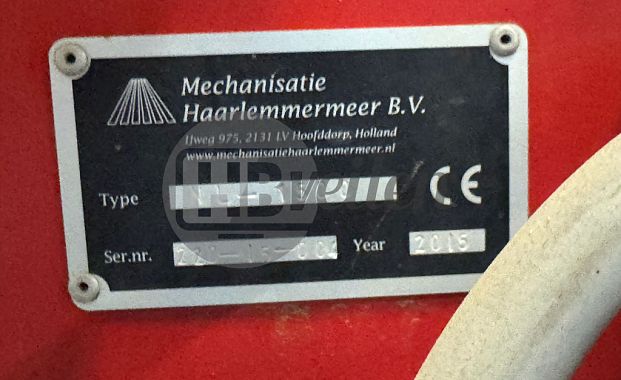 Mechanisatie
Haarlemmermeer B.V.
IJweg 975, 2131 LV Hoofddorp, Holland
www.mechanisatiehaarlemmermeer.nl
Type CE
Ser.nr. Year 2015